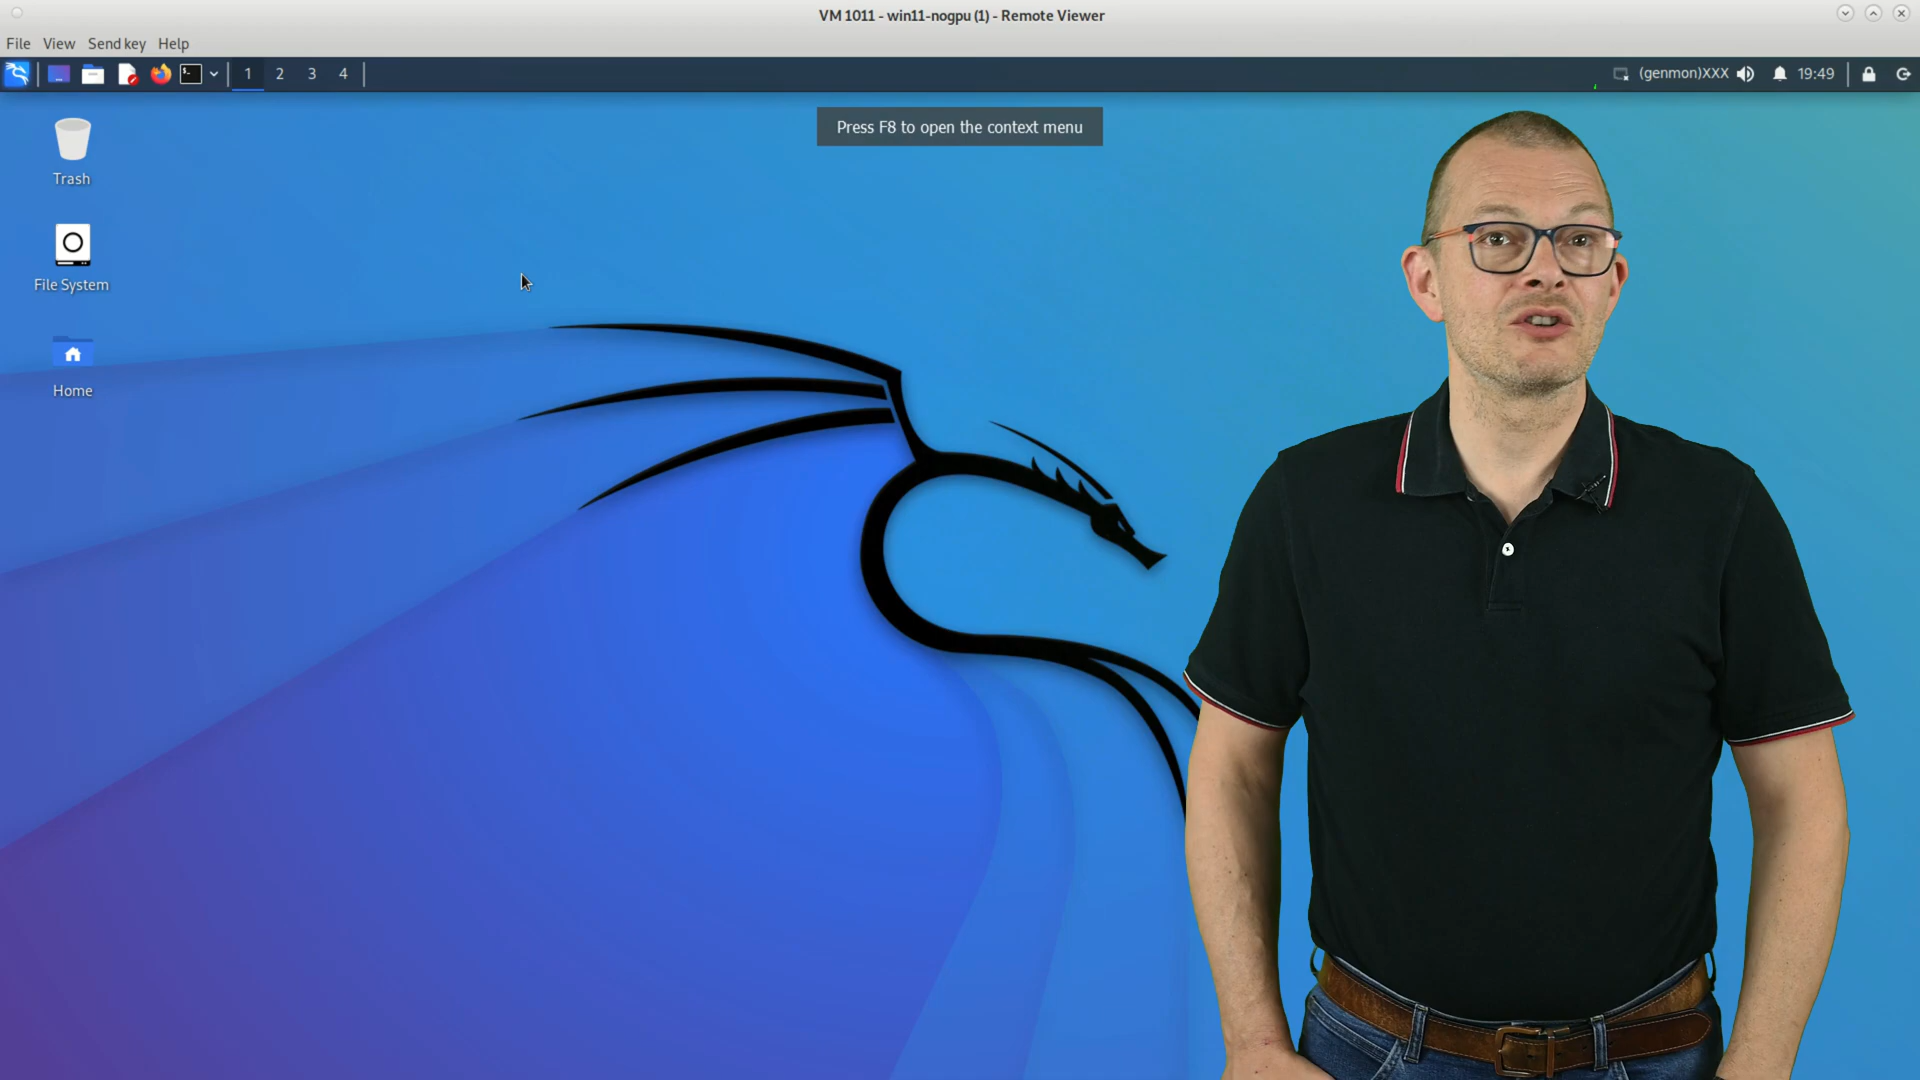 VM 1011 - win11-nogpu (1) - Remote Viewer
File View Send key Help
1 2 3 4 (genmon)XXX 19:49
Press F8 to open the context menu
Trash
File System
Home